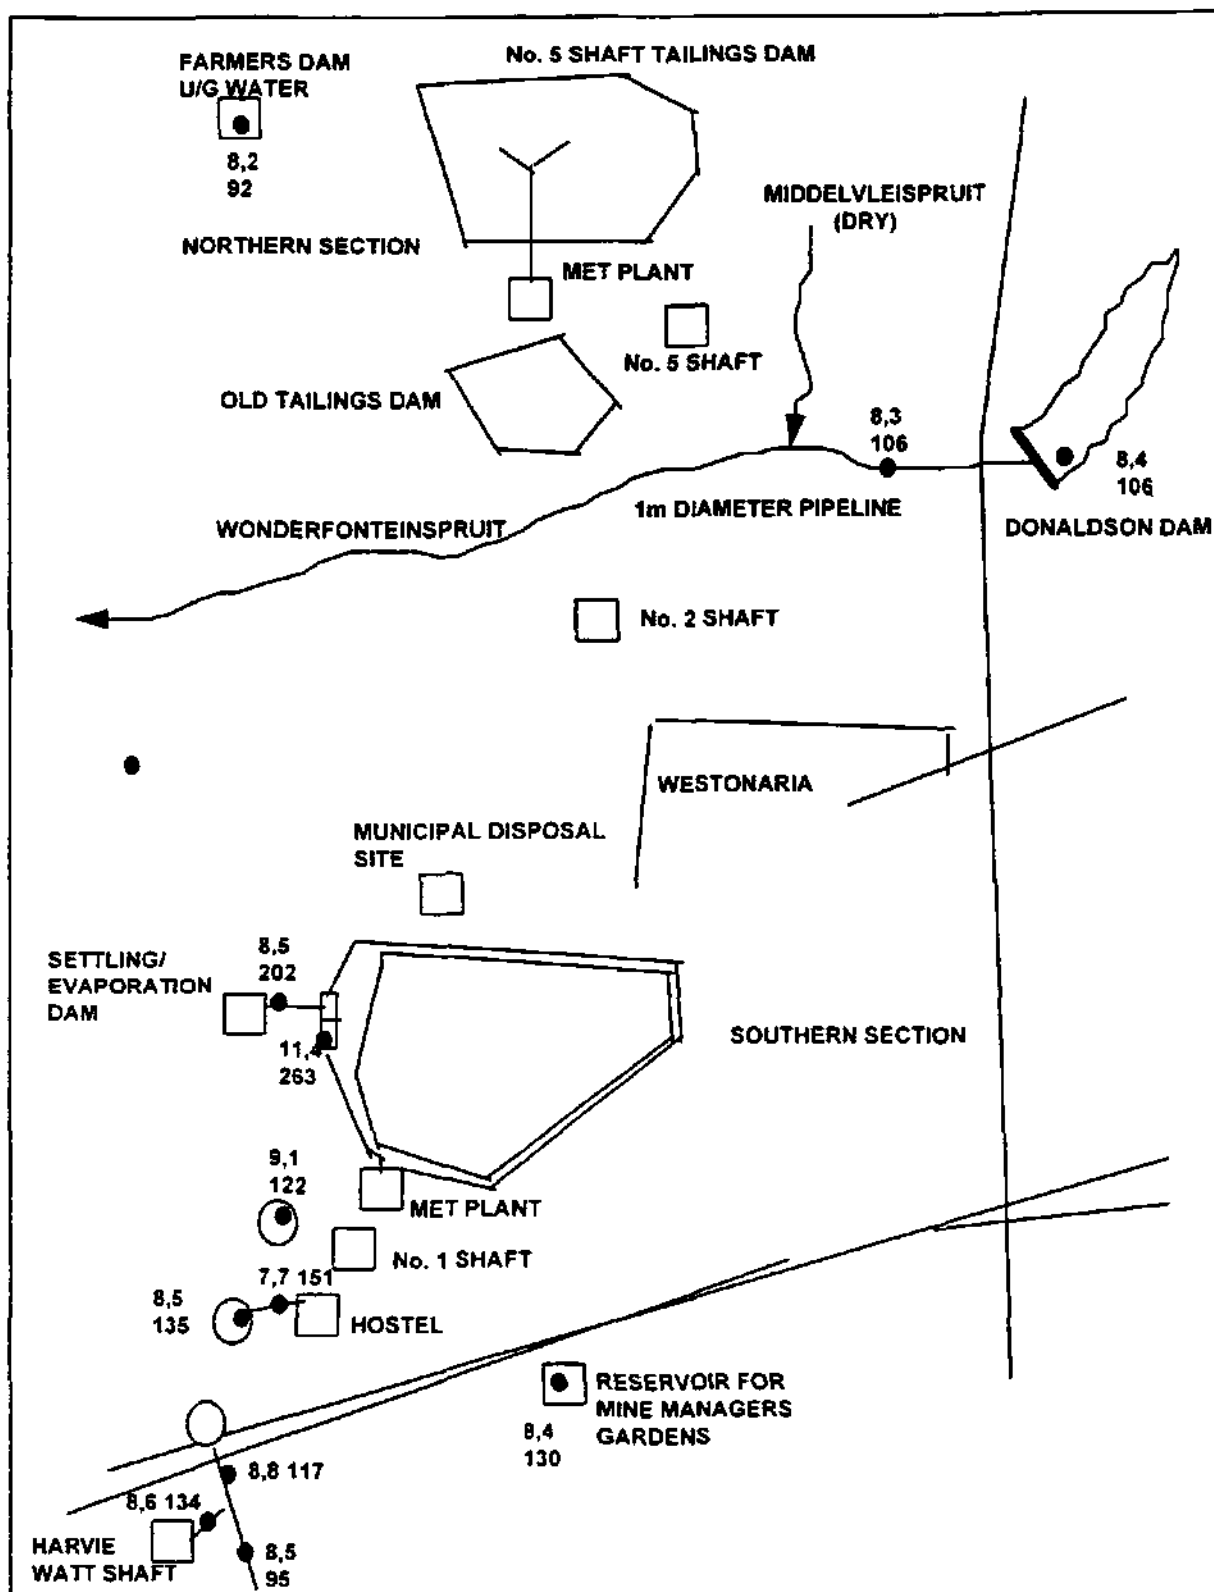 No. 5 SHAFT TAILINGS DAM
FARMERS DAM
U/G WATER
8,2
92
MIDDELVLEISPRUIT
(DRY)
NORTHERN SECTION
MET PLANT
No. 5 SHAFT
OLD TAILINGS DAM
8,3
106
8,4
106
1m DIAMETER PIPELINE
WONDERFONTEINSPRUIT
DONALDSON DAM
No. 2 SHAFT
WESTONARIA
MUNICIPAL DISPOSAL
SITE
8,5
202
SETTLING/
EVAPORATION
DAM
SOUTHERN SECTION
11,4
263
9,1
122
MET PLANT
No. 1 SHAFT
7,7 151
8,5
135
HOSTEL
RESERVOIR FOR
MINE MANAGERS
GARDENS
8,4
130
8,8 117
8,6 134
HARVIE
WATT SHAFT
8,5
95